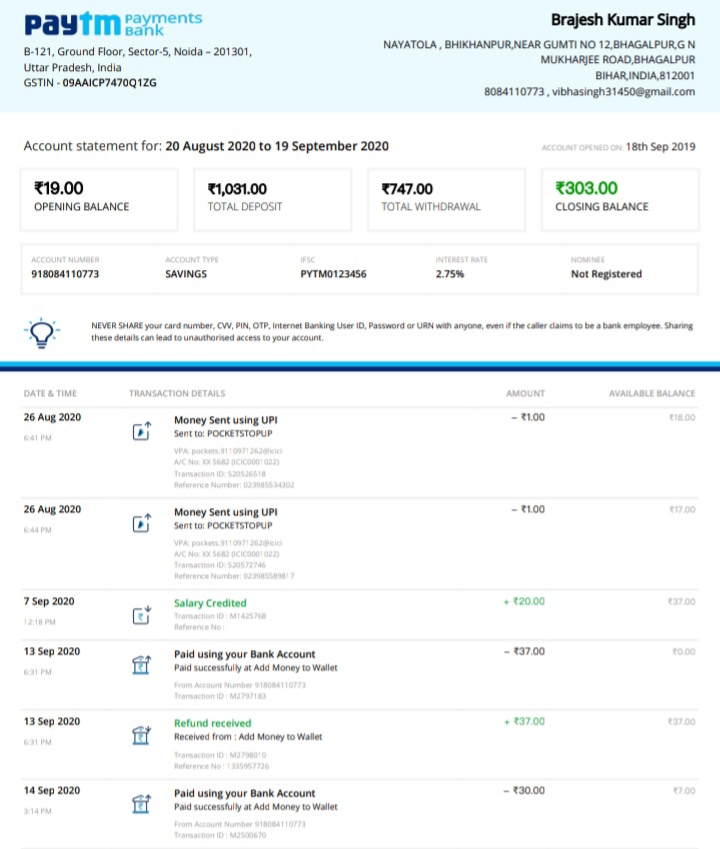 paytm payments bank
Brajesh Kumar Singh
B-121, Ground Floor, Sector-5, Noida – 201301,
Uttar Pradesh, India
GSTIN - 09AAICP7470Q1ZG
NAYATOLA , BHIKHANPUR,NEAR GUMTI NO 12,BHAGALPUR,G N
MUKHARJEE ROAD,BHAGALPUR
BIHAR,INDIA,812001
8084110773 , vibhasingh31450@gmail.com
Account statement for: 20 August 2020 to 19 September 2020
ACCOUNT OPENED ON: 18th Sep 2019
₹19.00
OPENING BALANCE
₹1,031.00
TOTAL DEPOSIT
₹747.00
TOTAL WITHDRAWAL
₹303.00
CLOSING BALANCE
ACCOUNT NUMBER ACCOUNT TYPE IFSC INTEREST RATE NOMINEE
918084110773 SAVINGS PYTM0123456 2.75% Not Registered
NEVER SHARE your card number, CVV, PIN, OTP, Internet Banking User ID, Password or URN with anyone, even if the caller claims to be a bank employee. Sharing
these details can lead to unauthorised access to your account.
DATE & TIME TRANSACTION DETAILS AMOUNT AVAILABLE BALANCE
26 Aug 2020 Money Sent using UPI – ₹1.00 ₹18.00
6:41 PM Sent to: POCKETSTOPUP
VPA: pockets.9110971262@icici
A/C No: XX 5682 (ICIC0001022)
Transaction ID: 520526518
Reference Number: 023985534302
26 Aug 2020 Money Sent using UPI – ₹1.00 ₹17.00
6:44 PM Sent to: POCKETSTOPUP
VPA: pockets.9110971262@icici
A/C No: XX 5682 (ICIC0001022)
Transaction ID: 520572746
Reference Number: 023985589817
7 Sep 2020 Salary Credited + ₹20.00 ₹37.00
12:18 PM Transaction ID : M1425768
Reference No :
13 Sep 2020 Paid using your Bank Account – ₹37.00 ₹0.00
6:31 PM Paid successfully at Add Money to Wallet
From Account Number 918084110773
Transaction ID : M2797183
13 Sep 2020 Refund received + ₹37.00 ₹37.00
6:31 PM Received from : Add Money to Wallet
Transaction ID : M2798010
Reference No : 1335957726
14 Sep 2020 Paid using your Bank Account – ₹30.00 ₹7.00
3:14 PM Paid successfully at Add Money to Wallet
From Account Number 918084110773
Transaction ID : M2500670